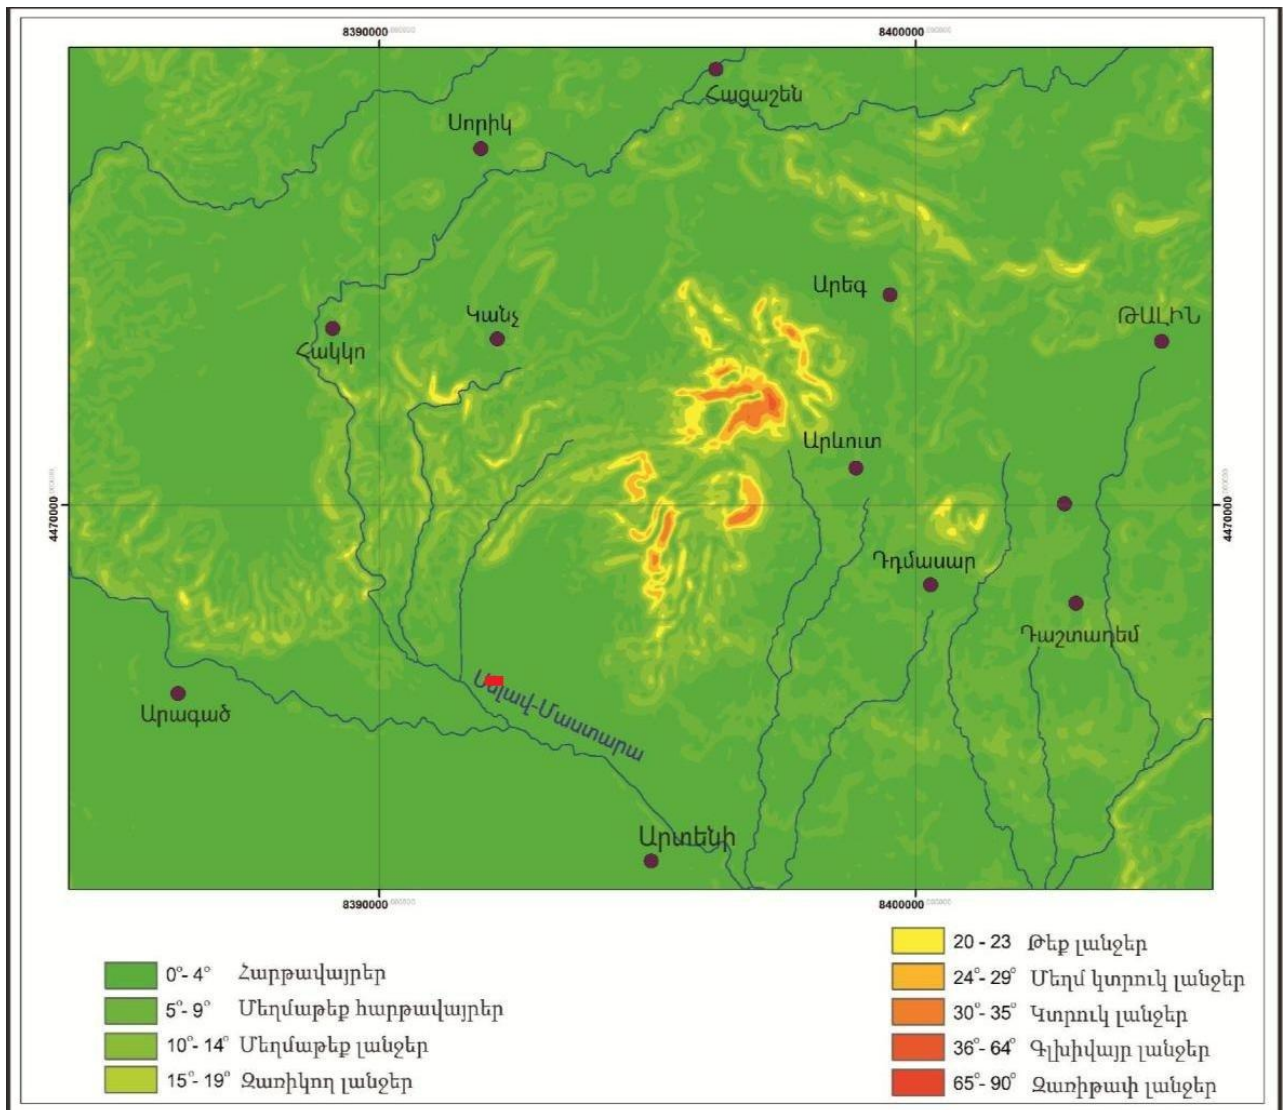 8390000
8400000
Հացաշեն
Սորիկ
Արեգ
Կանչ
ԹԱԼԻՆ
Հակկո
Արևուտ
4470000
4470000
Դդմասար
Դաշտադեմ
Արագած
Սելավ-Մաստարա
Արտենի
8390000
8400000
0°- 4° Հարթավայրեր
5°- 9° Մեղմաթեք հարթավայրեր
10°- 14° Մեղմաթեք լանջեր
15°- 19° Զառիկող լանջեր
20 - 23 Թեք լանջեր
24°- 29° Մեղմ կտրուկ լանջեր
30°- 35° Կտրուկ լանջեր
36°- 64° Գլխիվայր լանջեր
65°- 90° Զառիթափ լանջեր